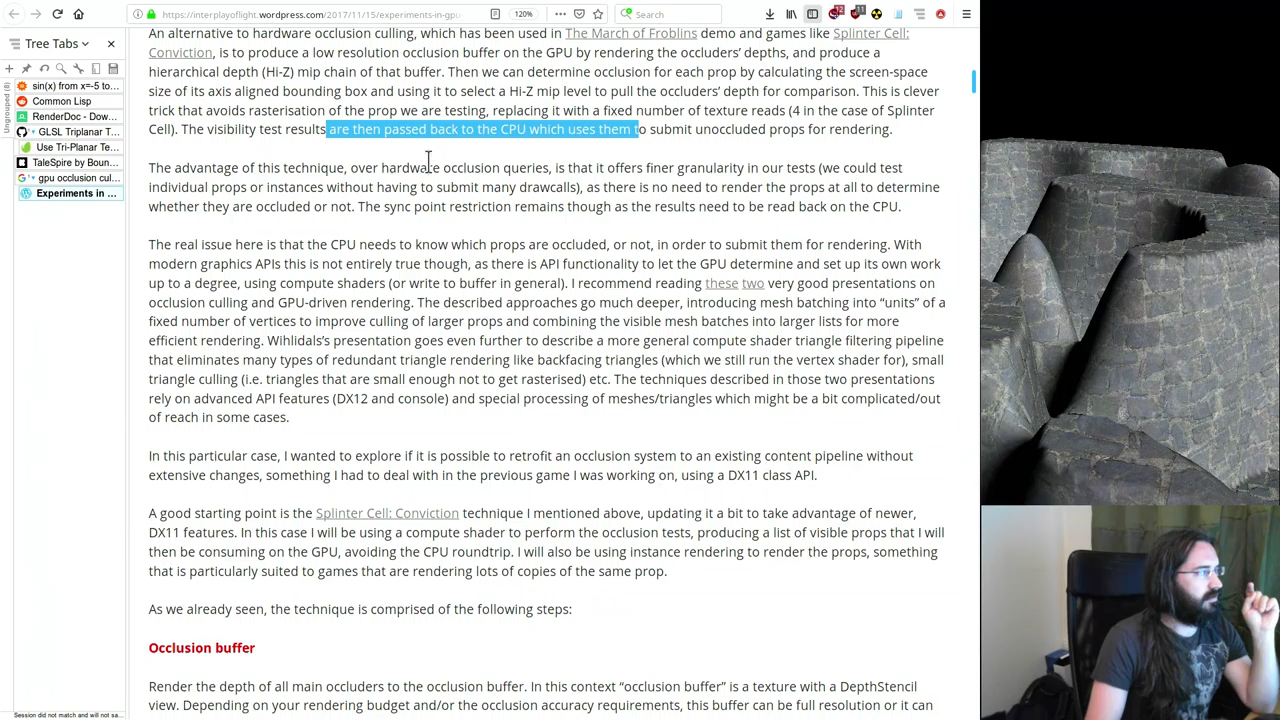 https://interplayoflight.wordpress.com/2017/11/15/experiments-in-gpu
120%
Search
Tree Tabs
12
11
Ungrouped (8)
sin(x) from x=-5 to...
Common Lisp
RenderDoc - Dow...
GLSL Triplanar T...
Use Tri-Planar Te...
TaleSpire by Boun...
gpu occlusion cul...
Experiments in ...
An alternative to hardware occlusion culling, which has been used in The March of Froblins demo and games like Splinter Cell:
Conviction, is to produce a low resolution occlusion buffer on the GPU by rendering the occluders' depths, and produce a
hierarchical depth (Hi-Z) mip chain of that buffer. Then we can determine occlusion for each prop by calculating the screen-space
size of its axis aligned bounding box and using it to select a Hi-Z mip level to pull the occluders' depth for comparison. This is clever
trick that avoids rasterisation of the prop we are testing, replacing it with a fixed number of texture reads (4 in the case of Splinter
Cell). The visibility test results are then passed back to the CPU which uses them to submit unoccluded props for rendering.
The advantage of this technique, over hardware occlusion queries, is that it offers finer granularity in our tests (we could test
individual props or instances without having to submit many drawcalls), as there is no need to render the props at all to determine
whether they are occluded or not. The sync point restriction remains though as the results need to be read back on the CPU.
The real issue here is that the CPU needs to know which props are occluded, or not, in order to submit them for rendering. With
modern graphics APIs this is not entirely true though, as there is API functionality to let the GPU determine and set up its own work
up to a degree, using compute shaders (or write to buffer in general). I recommend reading these two very good presentations on
occlusion culling and GPU-driven rendering. The described approaches go much deeper, introducing mesh batching into “units” of a
fixed number of vertices to improve culling of larger props and combining the visible mesh batches into larger lists for more
efficient rendering. Wihlidals's presentation goes even further to describe a more general compute shader triangle filtering pipeline
that eliminates many types of redundant triangle rendering like backfacing triangles (which we still run the vertex shader for), small
triangle culling (i.e. triangles that are small enough not to get rasterised) etc. The techniques described in those two presentations
rely on advanced API features (DX12 and console) and special processing of meshes/triangles which might be a bit complicated/out
of reach in some cases.
In this particular case, I wanted to explore if it is possible to retrofit an occlusion system to an existing content pipeline without
extensive changes, something I had to deal with in the previous game I was working on, using a DX11 class API.
A good starting point is the Splinter Cell: Conviction technique I mentioned above, updating it a bit to take advantage of newer,
DX11 features. In this case I will be using a compute shader to perform the occlusion tests, producing a list of visible props that I will
then be consuming on the GPU, avoiding the CPU roundtrip. I will also be using instance rendering to render the props, something
that is particularly suited to games that are rendering lots of copies of the same prop.
As we already seen, the technique is comprised of the following steps:
Occlusion buffer
Render the depth of all main occluders to the occlusion buffer. In this context “occlusion buffer” is a texture with a DepthStencil
view. Depending on your rendering budget and/or the occlusion accuracy requirements, this buffer can be full resolution or it can
Session did not match and will not sa...